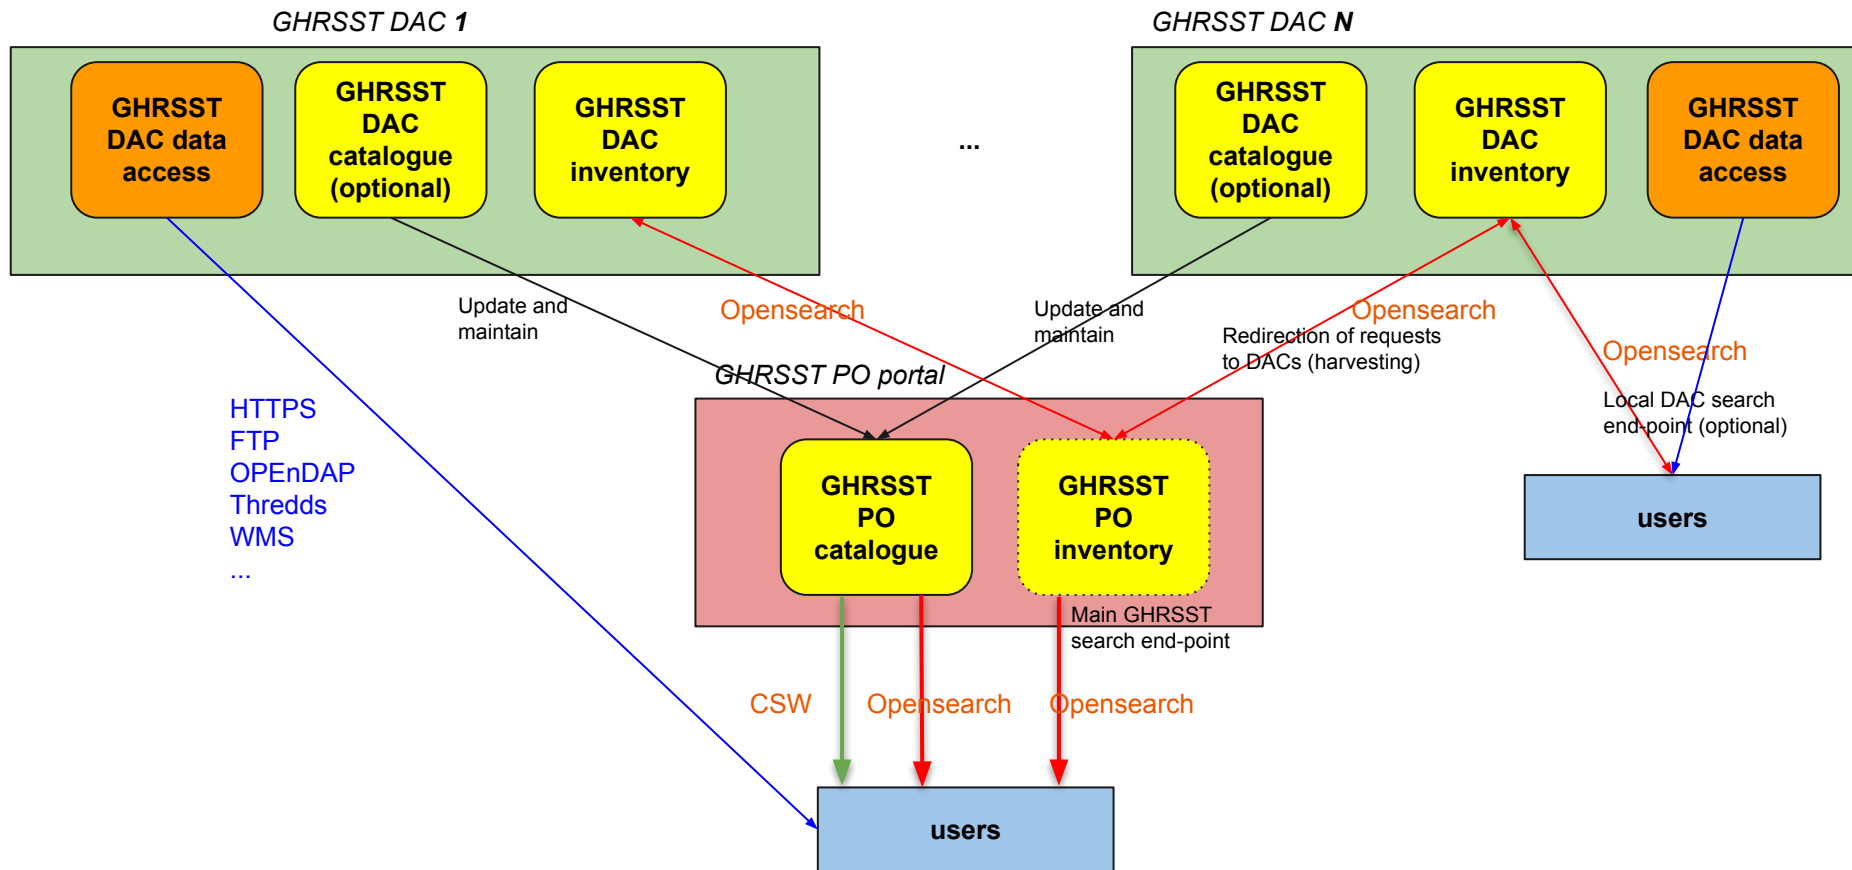 GHRSST DAC 1
GHRSST DAC N
GHRSST
DAC data
access
GHRSST
DAC
catalogue
(optional)
GHRSST
DAC
inventory
...
GHRSST
DAC
catalogue
(optional)
GHRSST
DAC
inventory
GHRSST
DAC data
access
Update and
maintain
Opensearch
Update and
maintain
Opensearch
Redirection of requests
to DACs (harvesting)
Opensearch
Local DAC search
end-point (optional)
GHRSST PO portal
HTTPS
FTP
OPEnDAP
Thredds
WMS
...
GHRSST
PO
catalogue
GHRSST
PO
inventory
users
Main GHRSST
search end-point
CSW
Opensearch
Opensearch
users